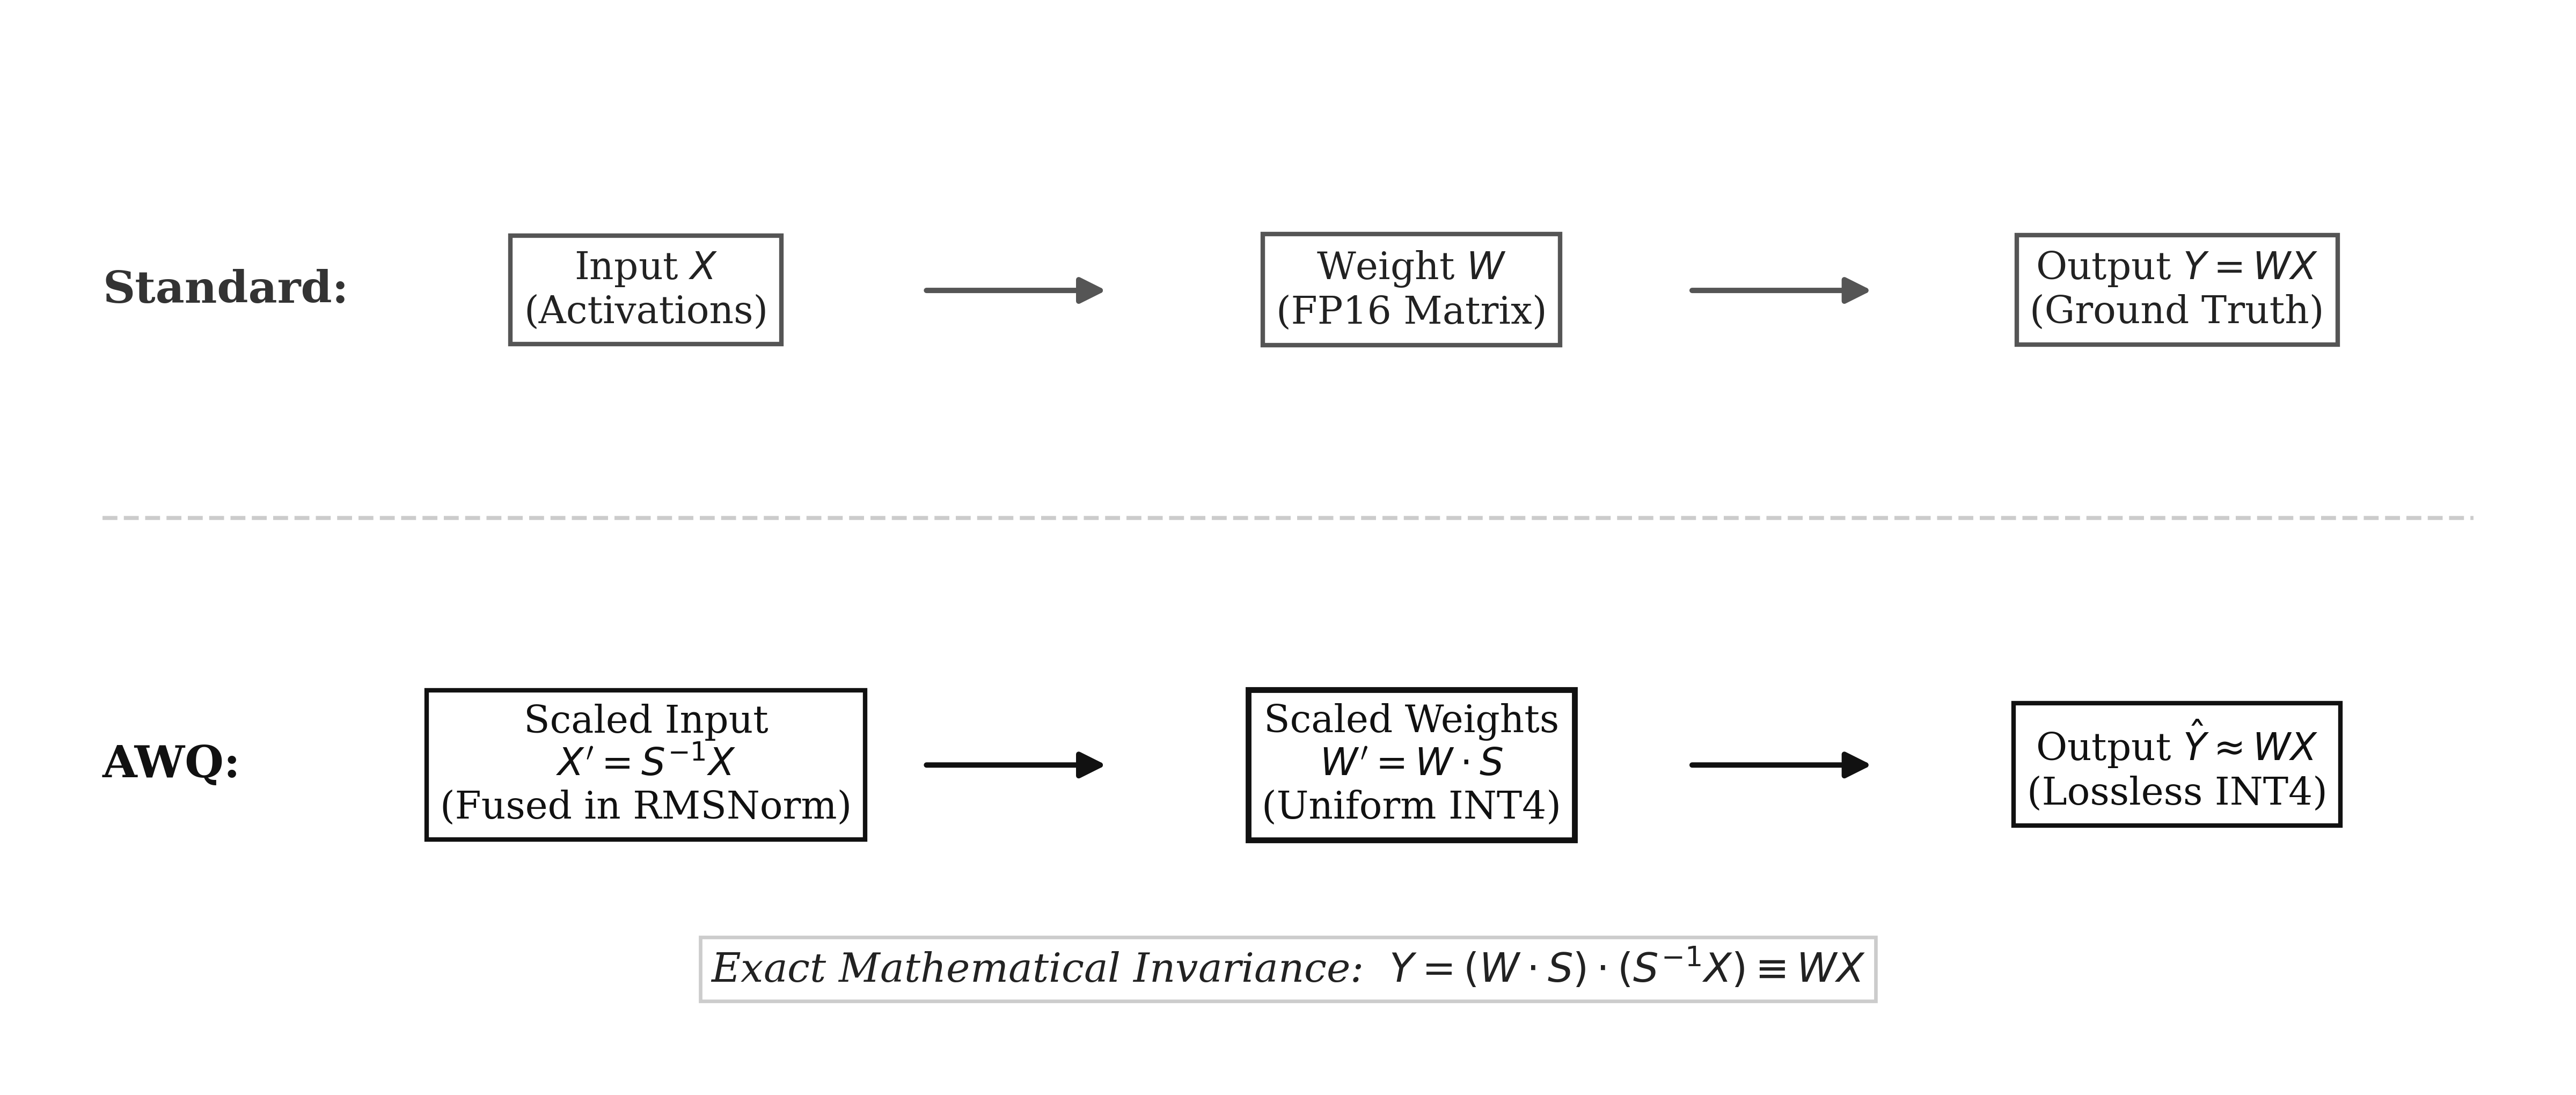 Standard:
Input X
(Activations)
Weight W
(FP16 Matrix)
Output Y = WX
(Ground Truth)
AWQ:
Scaled Input
X′ = S⁻¹X
(Fused in RMSNorm)
Scaled Weights
W′ = W · S
(Uniform INT4)
Output Ŷ ≈ WX
(Lossless INT4)
Exact Mathematical Invariance: Y = (W · S) · (S⁻¹X) ≡ WX